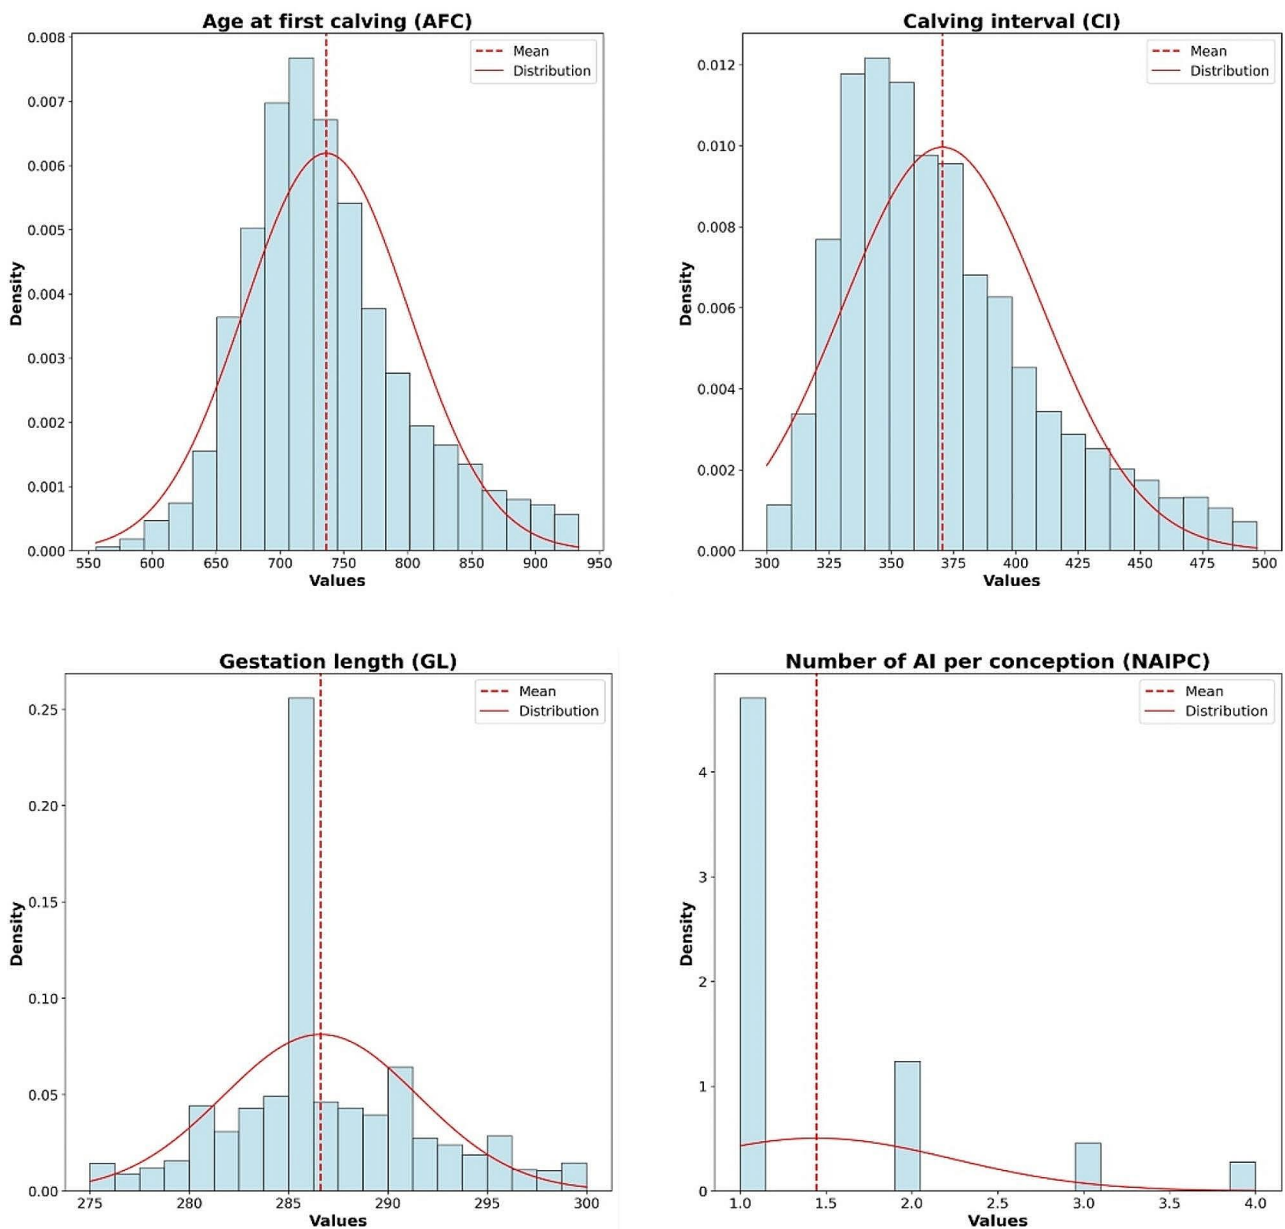 Age at first calving (AFC)
Mean
Distribution
Density
0.008
0.007
0.006
0.005
0.004
0.003
0.002
0.001
0.000
550 600 650 700 750 800 850 900 950
Values
Calving interval (CI)
Mean
Distribution
Density
0.012
0.010
0.008
0.006
0.004
0.002
0.000
300 325 350 375 400 425 450 475 500
Values
Gestation length (GL)
Mean
Distribution
Density
0.25
0.20
0.15
0.10
0.05
0.00
275 280 285 290 295 300
Values
Number of AI per conception (NAIPC)
Mean
Distribution
Density
4
3
2
1
0
1.0 1.5 2.0 2.5 3.0 3.5 4.0
Values